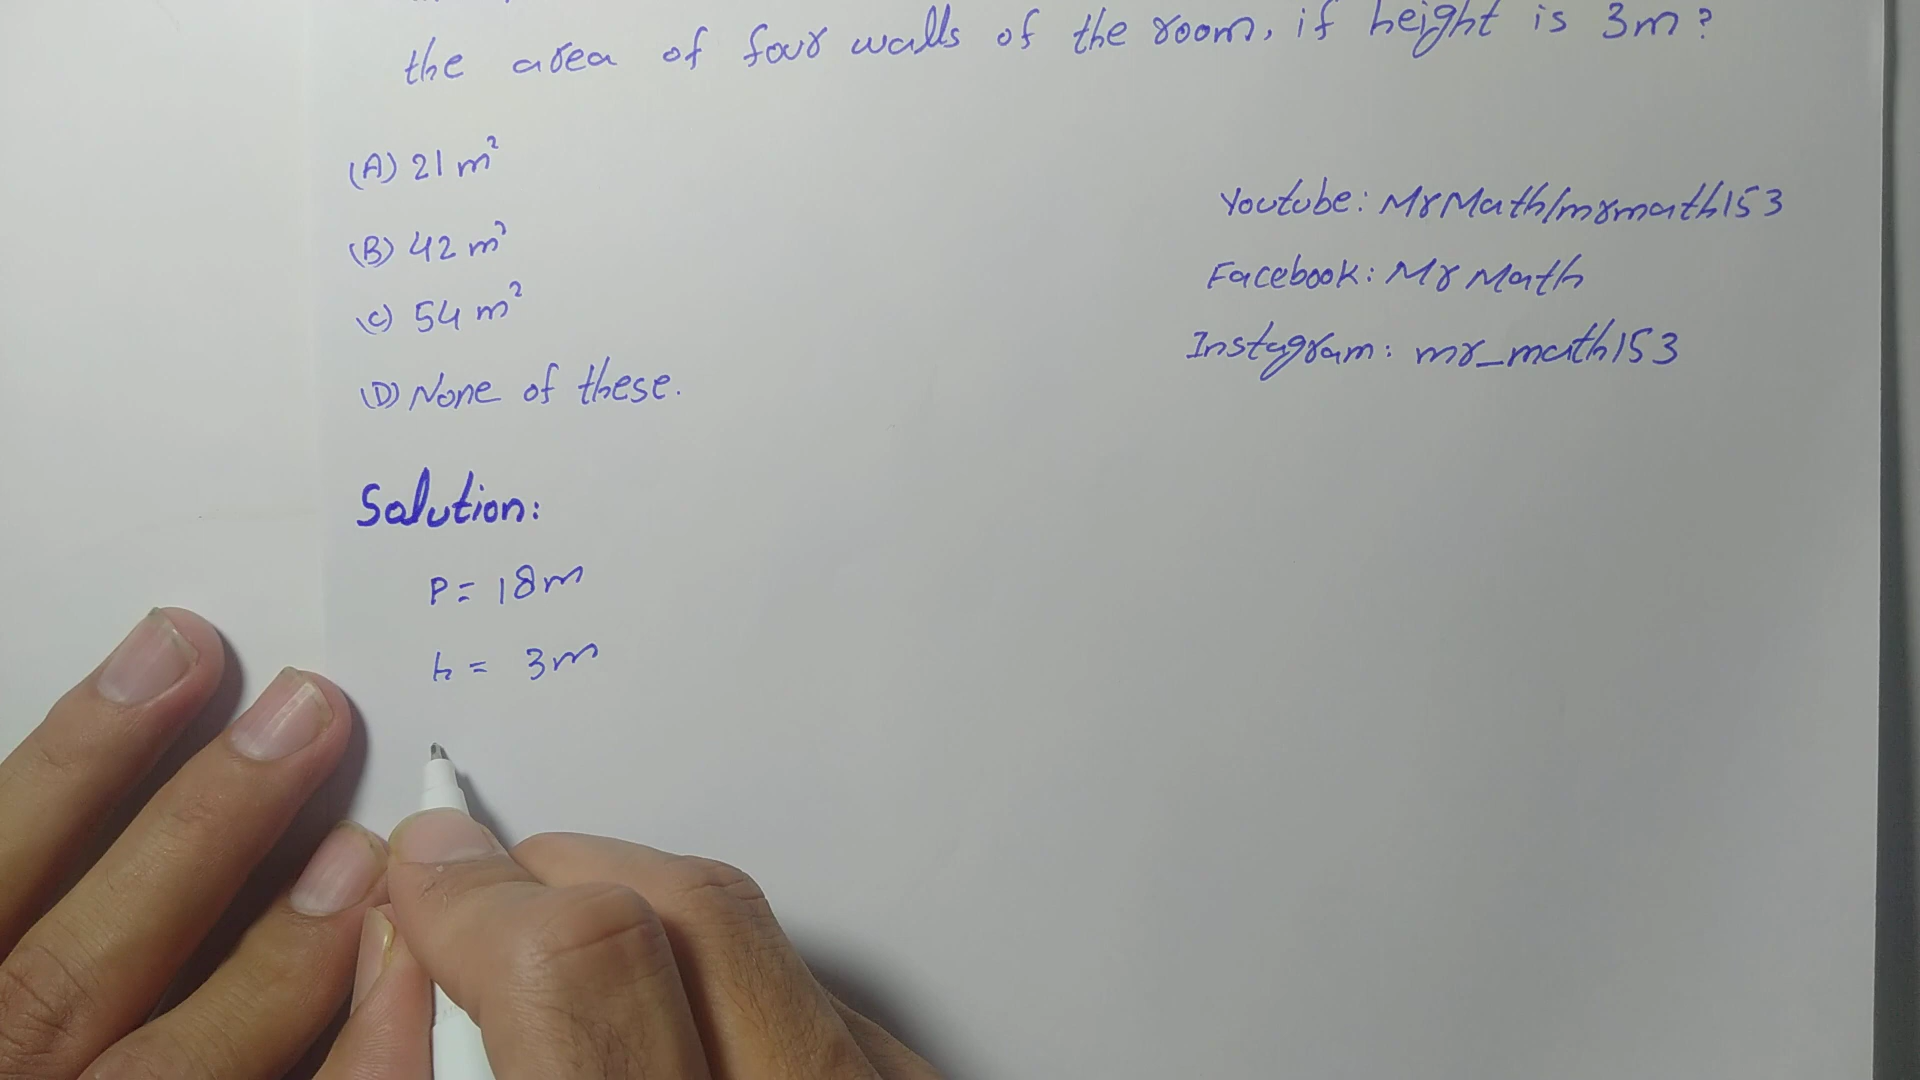 the area of four walls of the room, if height is 3m?
(A) 21 m²
(B) 42 m²
(C) 54 m²
(D) None of these.
Youtube: MrMath/mrmath153
Facebook: Mr Math
Instagram: mr_math153
Solution:
P = 18m
h = 3m